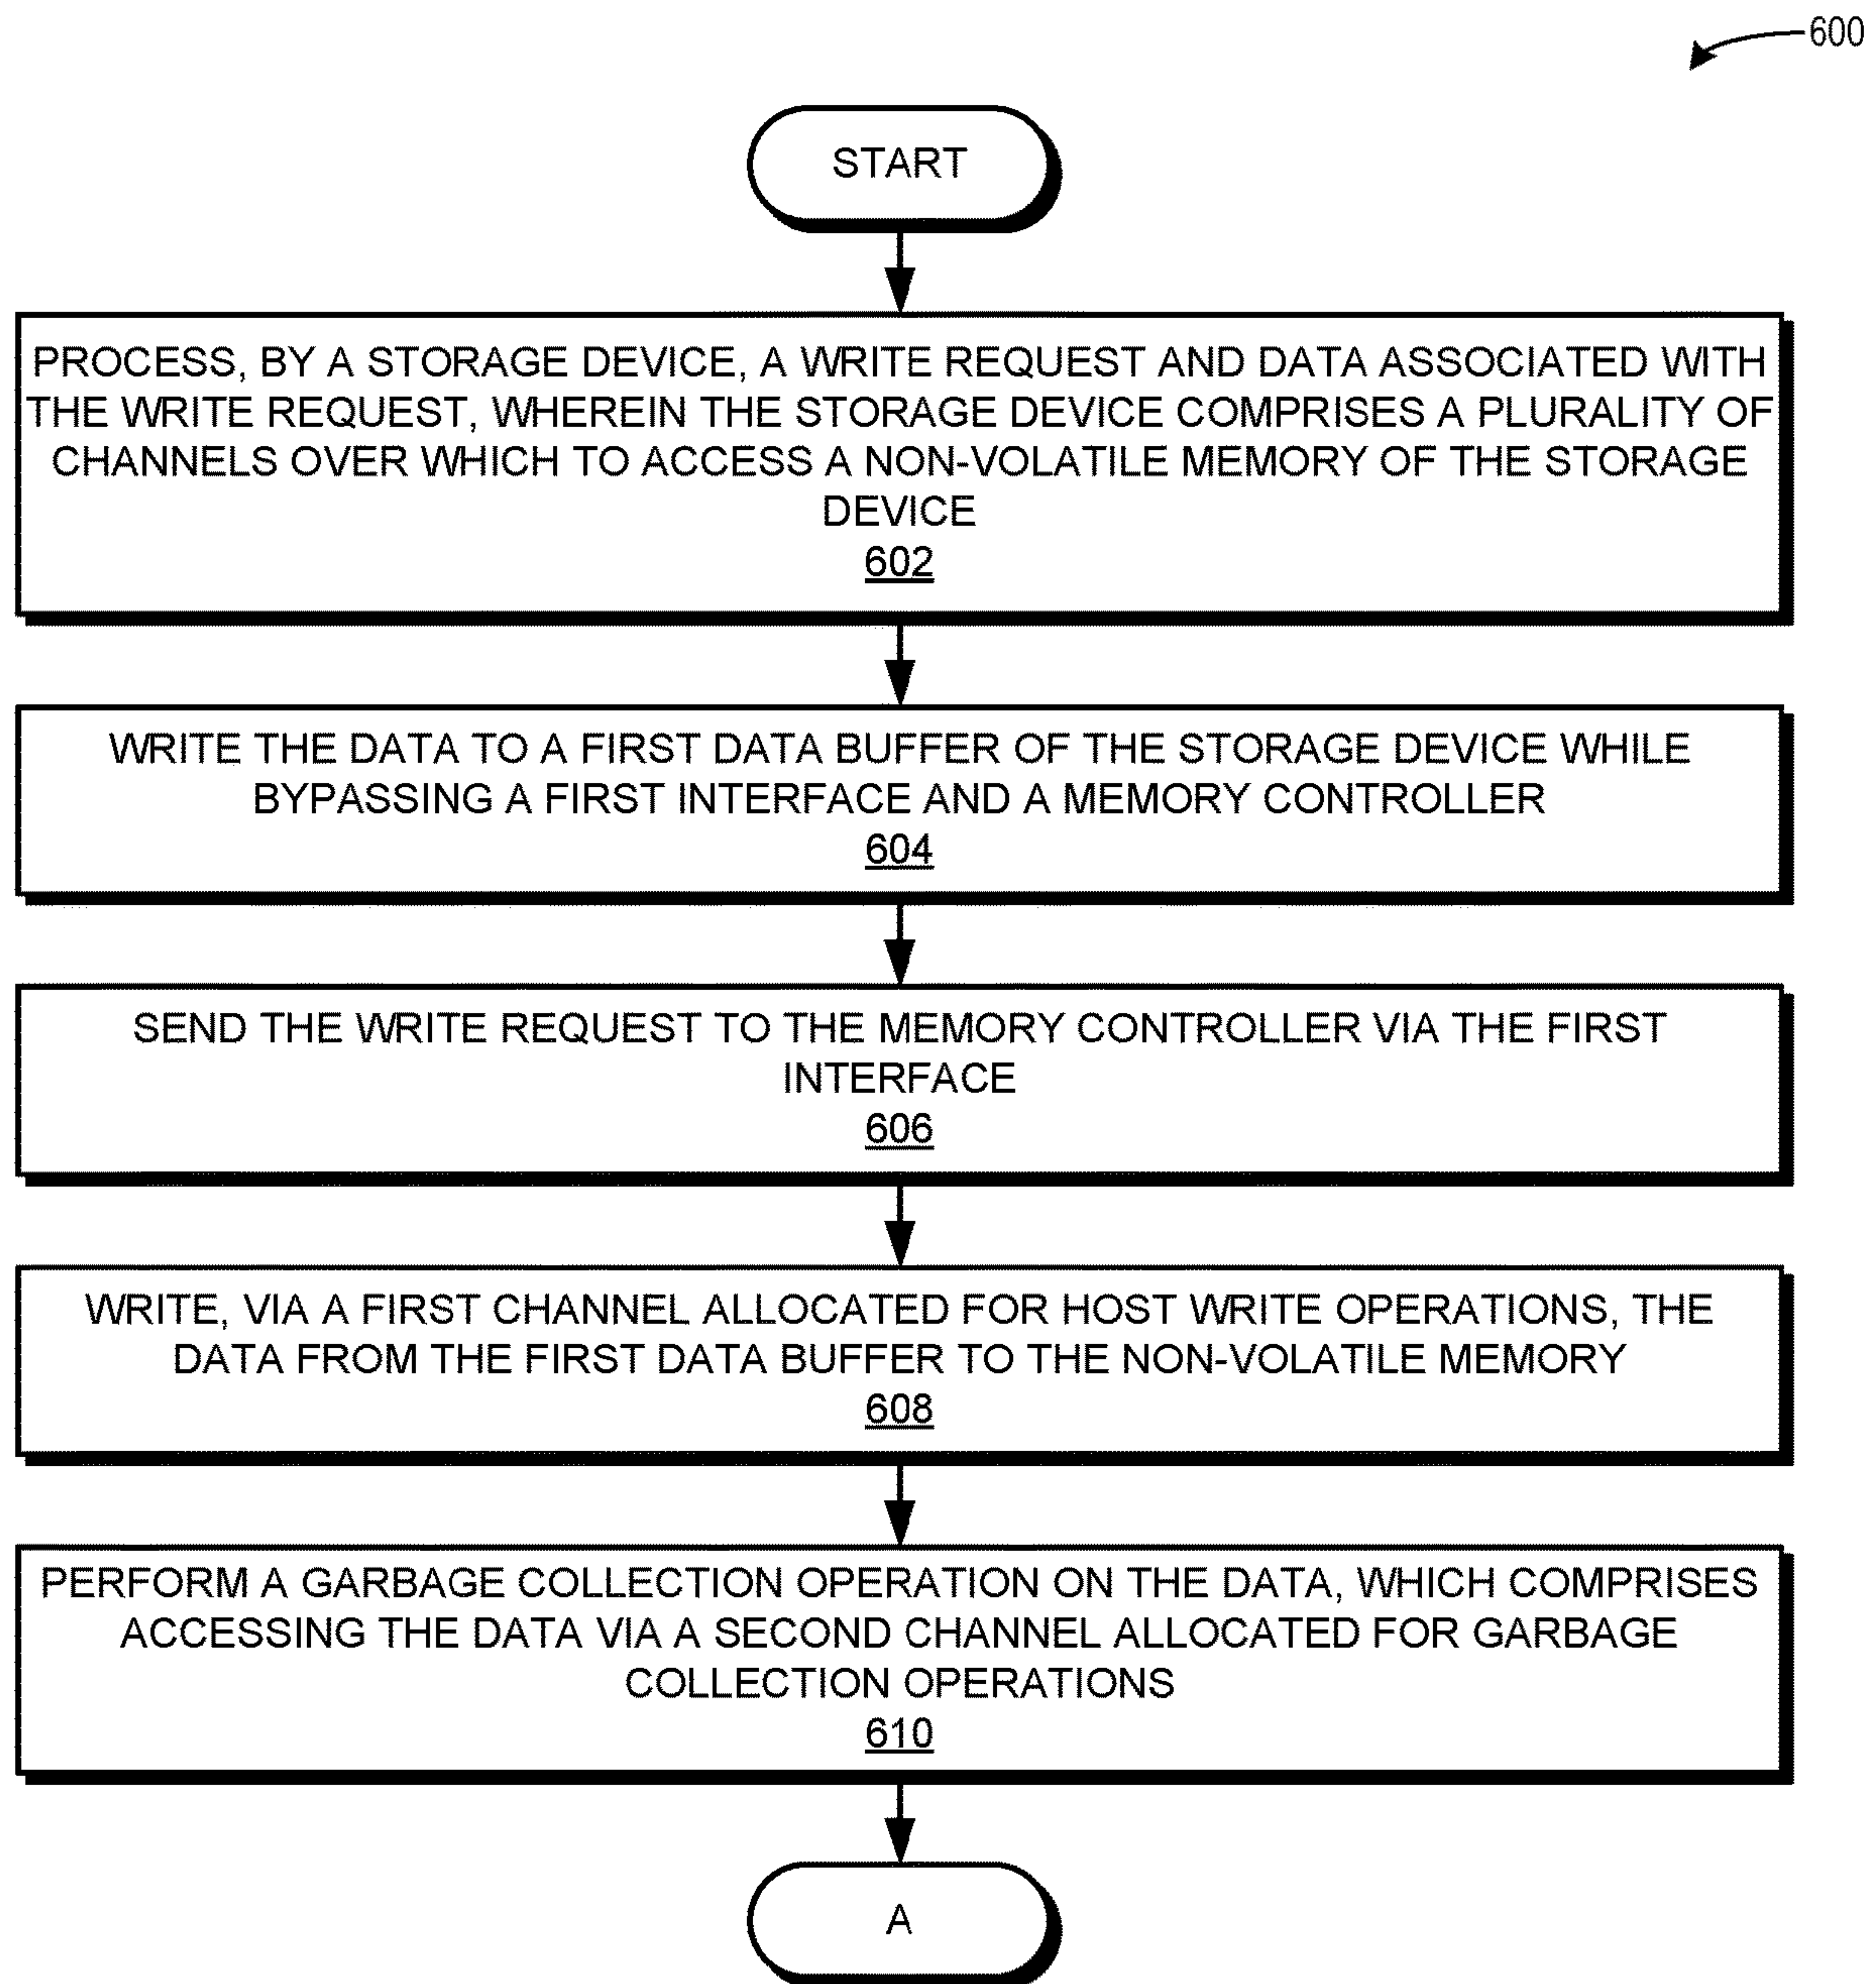 600
START
PROCESS, BY A STORAGE DEVICE, A WRITE REQUEST AND DATA ASSOCIATED WITH
THE WRITE REQUEST, WHEREIN THE STORAGE DEVICE COMPRISES A PLURALITY OF
CHANNELS OVER WHICH TO ACCESS A NON-VOLATILE MEMORY OF THE STORAGE
DEVICE
602
WRITE THE DATA TO A FIRST DATA BUFFER OF THE STORAGE DEVICE WHILE
BYPASSING A FIRST INTERFACE AND A MEMORY CONTROLLER
604
SEND THE WRITE REQUEST TO THE MEMORY CONTROLLER VIA THE FIRST
INTERFACE
606
WRITE, VIA A FIRST CHANNEL ALLOCATED FOR HOST WRITE OPERATIONS, THE
DATA FROM THE FIRST DATA BUFFER TO THE NON-VOLATILE MEMORY
608
PERFORM A GARBAGE COLLECTION OPERATION ON THE DATA, WHICH COMPRISES
ACCESSING THE DATA VIA A SECOND CHANNEL ALLOCATED FOR GARBAGE
COLLECTION OPERATIONS
610
A